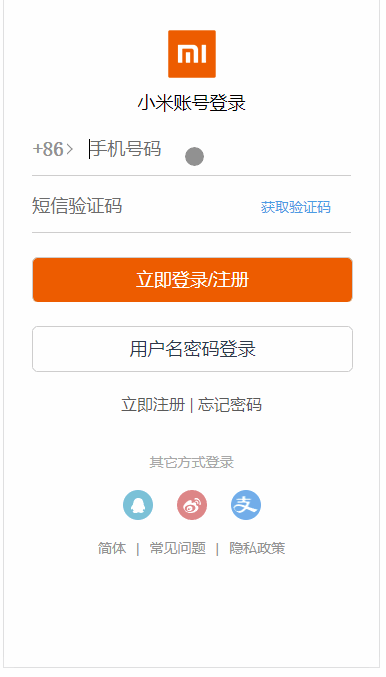 mi
小米账号登录
+86> 手机号码
短信验证码 获取验证码
立即登录/注册
用户名密码登录
立即注册 | 忘记密码
其它方式登录
支
简体 | 常见问题 | 隐私政策